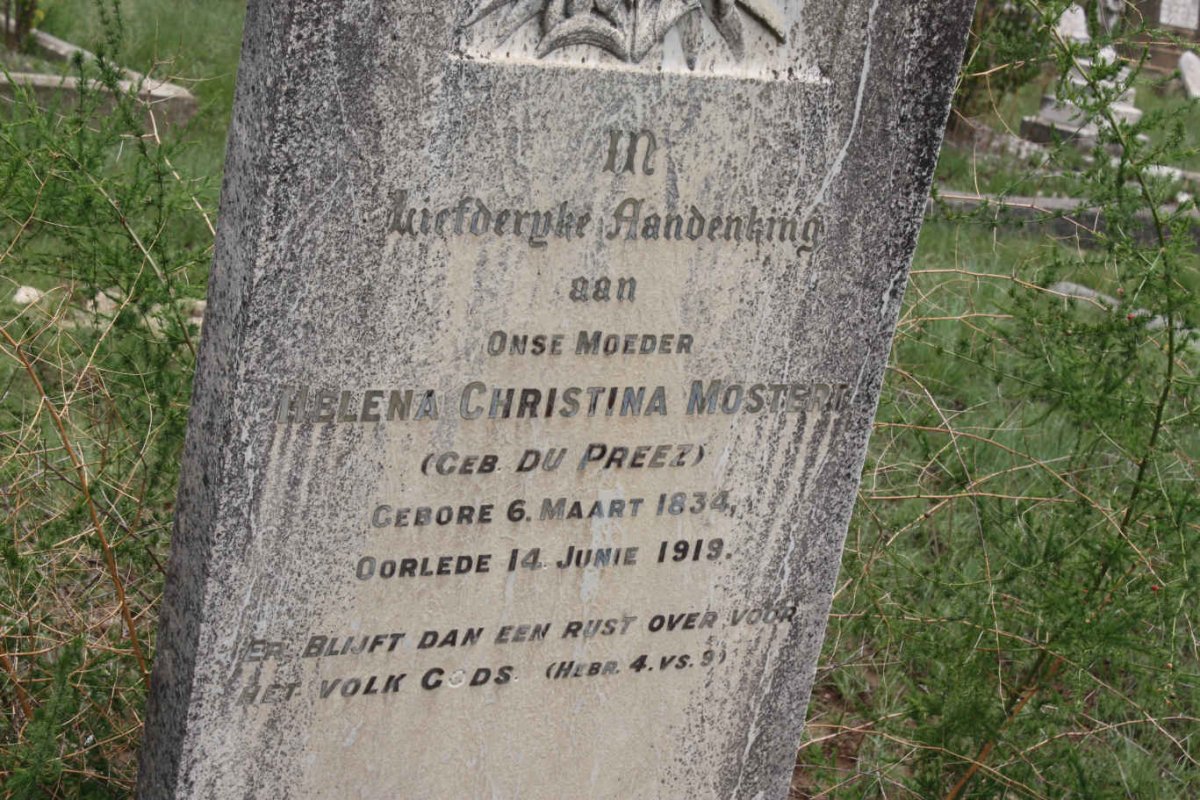 In
Liefderyke Aandenking
aan
ONSE MOEDER
HELENA CHRISTINA MOSTERT
(GEB. DU PREEZ)
GEBORE 6. MAART 1834,
OORLEDE 14. JUNIE 1919.
ER BLIJFT DAN EEN RUST OVER VOOR
HET VOLK GODS. (HEBR. 4. VS. 9)